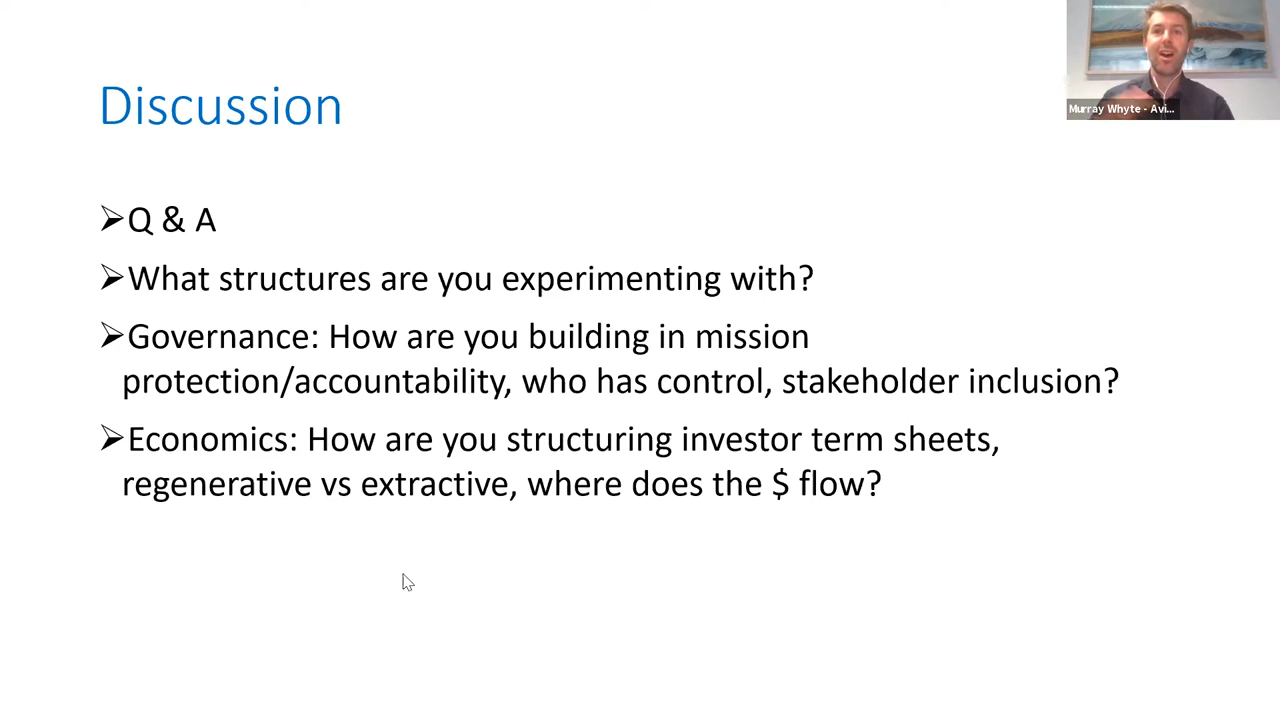 Discussion
Murray Whyte - Avi...
➢Q & A
➢What structures are you experimenting with?
➢Governance: How are you building in mission
protection/accountability, who has control, stakeholder inclusion?
➢Economics: How are you structuring investor term sheets,
regenerative vs extractive, where does the $ flow?